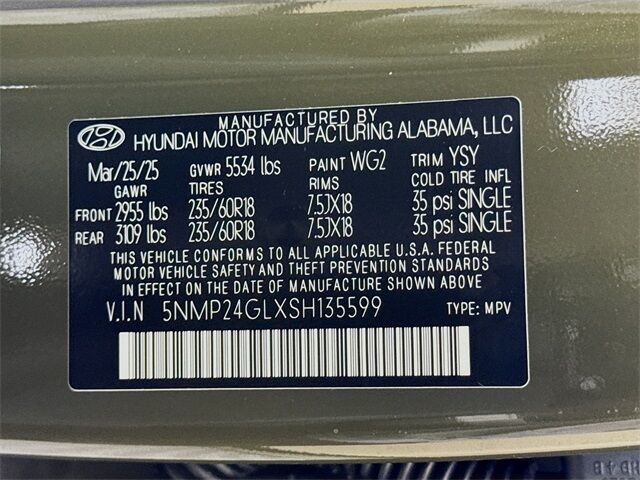 MANUFACTURED BY
HYUNDAI MOTOR MANUFACTURING ALABAMA, LLC
Mar/25/25 GVWR 5534 lbs PAINT WG2 TRIM YSY
GAWR TIRES RIMS COLD TIRE INFL
FRONT 2955 lbs 235/60R18 7.5JX18 35 psi SINGLE
REAR 3109 lbs 235/60R18 7.5JX18 35 psi SINGLE
THIS VEHICLE CONFORMS TO ALL APPLICABLE U.S.A. FEDERAL
MOTOR VEHICLE SAFETY AND THEFT PREVENTION STANDARDS
IN EFFECT ON THE DATE OF MANUFACTURE SHOWN ABOVE.
V.I.N 5NMP24GLXSH135599 TYPE: MPV